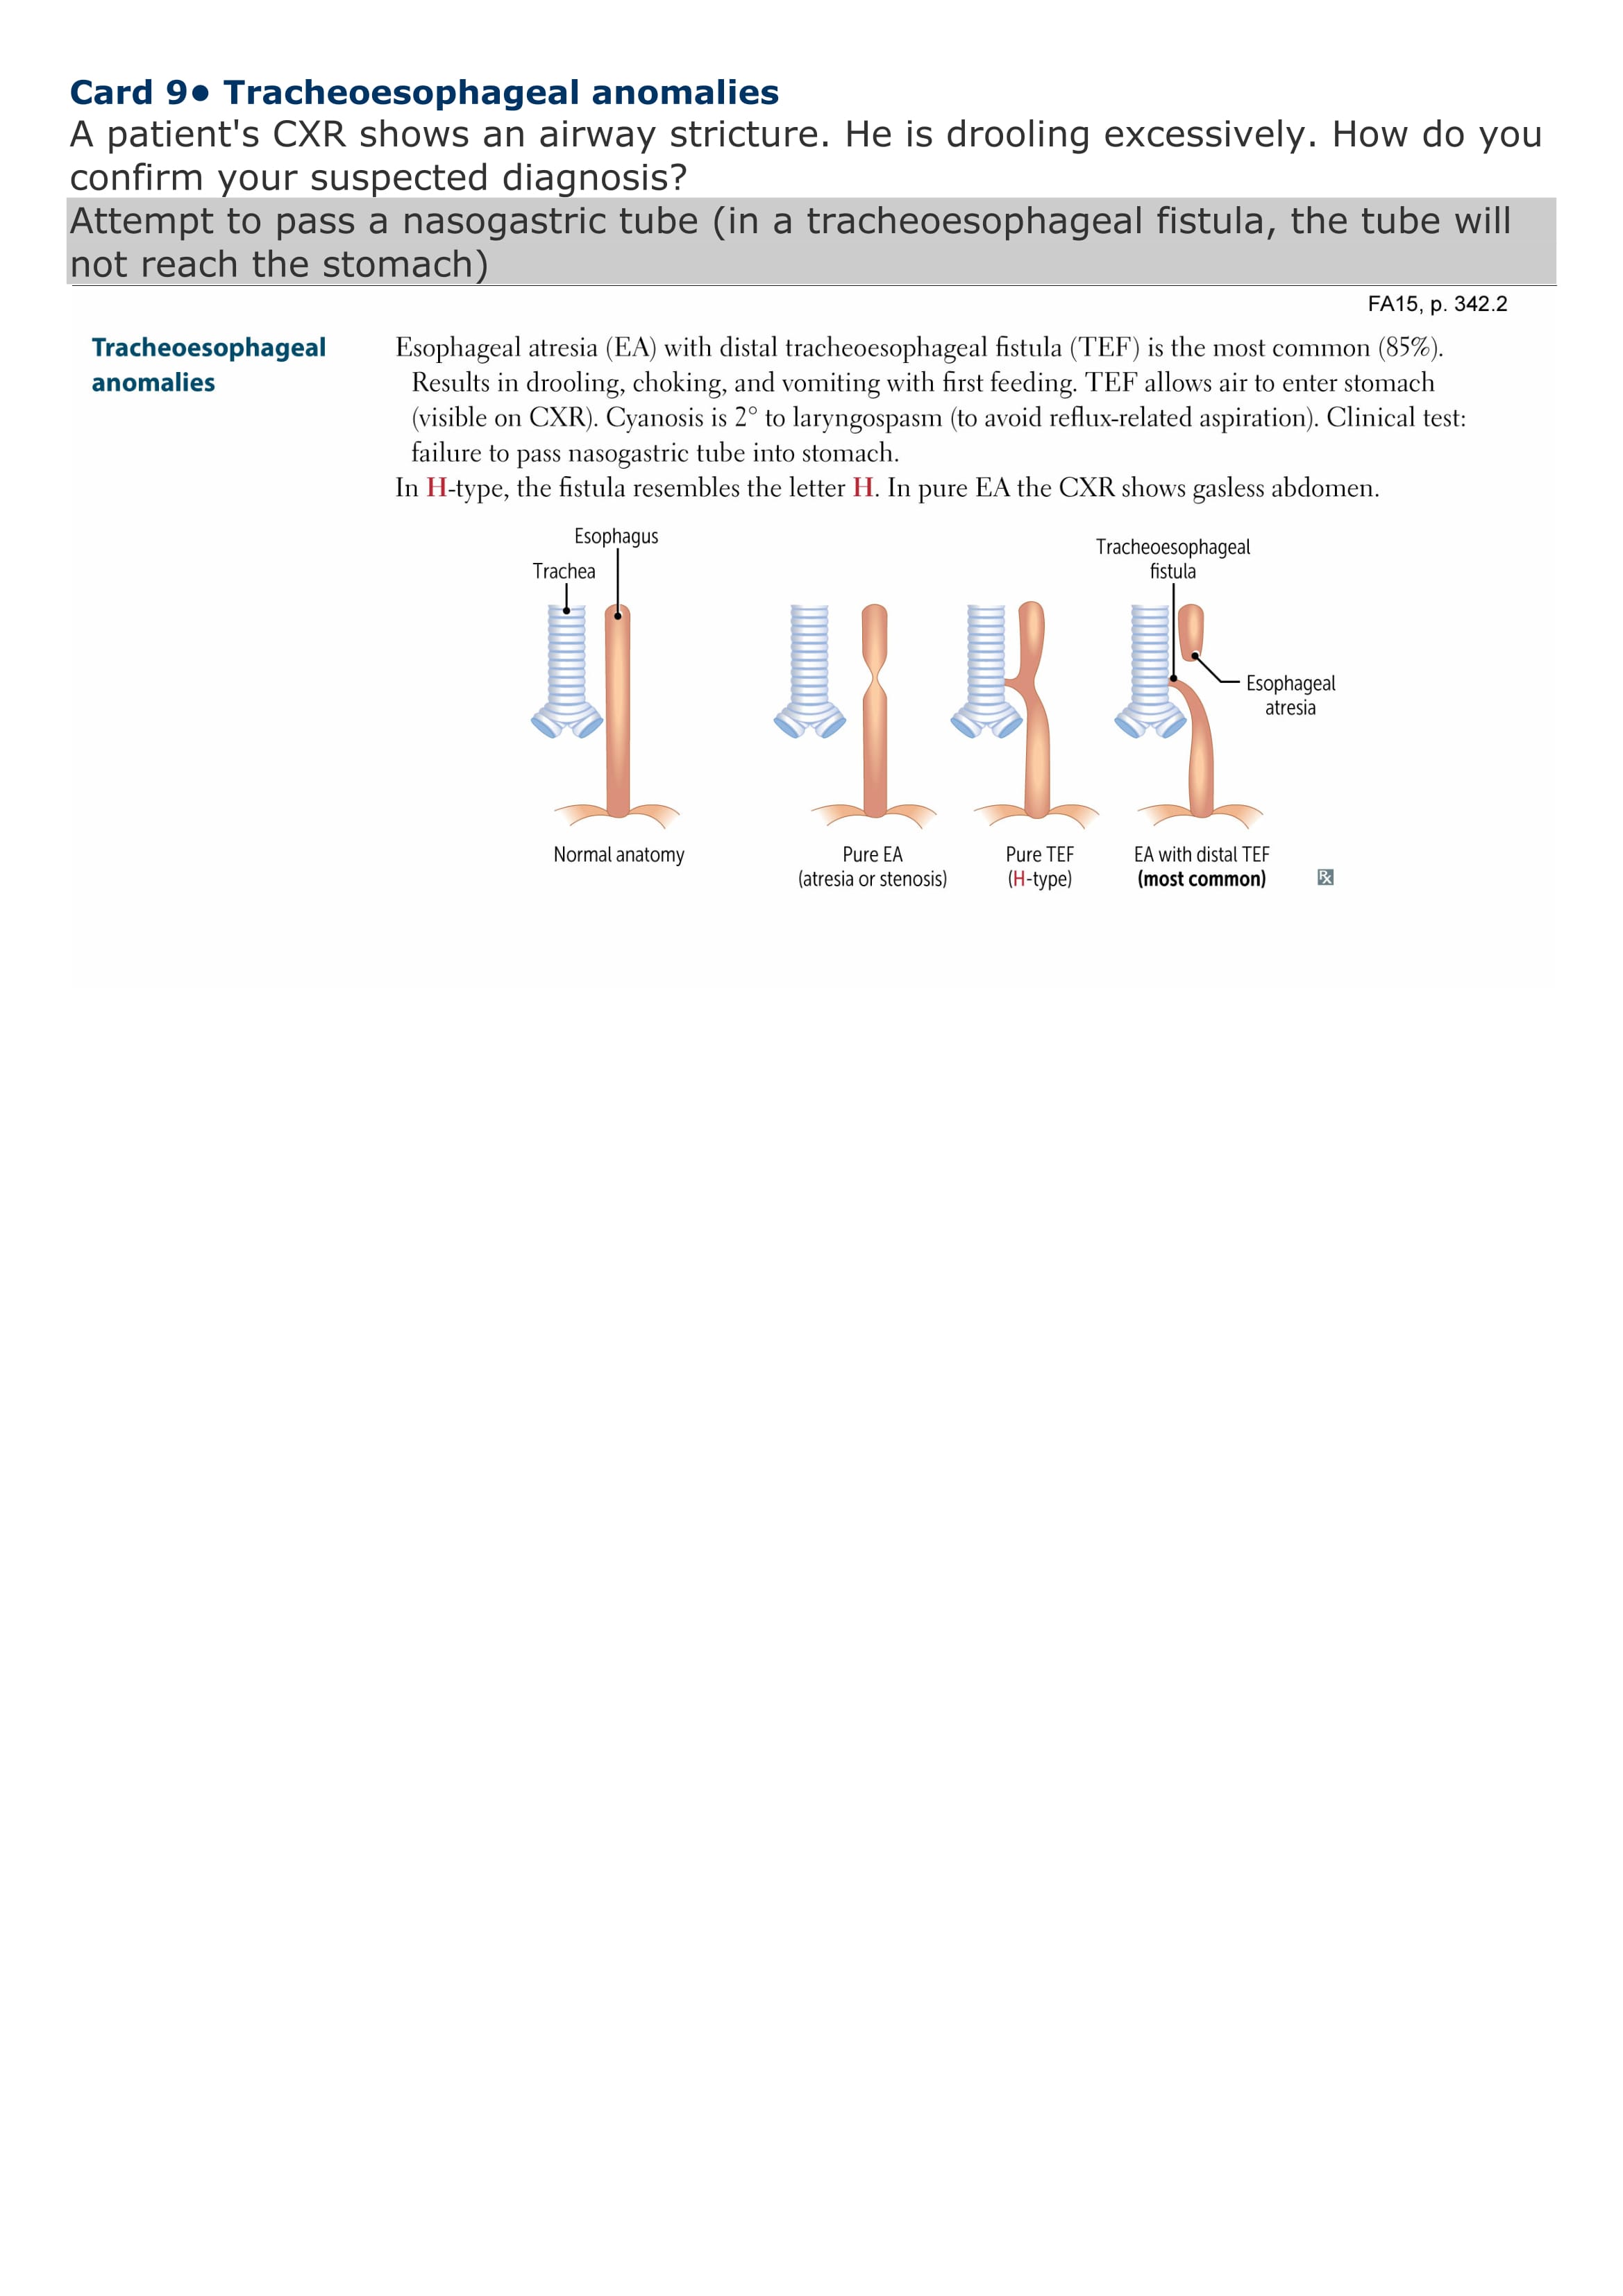 Card 9● Tracheoesophageal anomalies
A patient's CXR shows an airway stricture. He is drooling excessively. How do you
confirm your suspected diagnosis?
Attempt to pass a nasogastric tube (in a tracheoesophageal fistula, the tube will
not reach the stomach)
FA15, p. 342.2
Tracheoesophageal
anomalies
Esophageal atresia (EA) with distal tracheoesophageal fistula (TEF) is the most common (85%).
Results in drooling, choking, and vomiting with first feeding. TEF allows air to enter stomach
(visible on CXR). Cyanosis is 2° to laryngospasm (to avoid reflux-related aspiration). Clinical test:
failure to pass nasogastric tube into stomach.
In H-type, the fistula resembles the letter H. In pure EA the CXR shows gasless abdomen.
Esophagus
Trachea
Tracheoesophageal
fistula
Esophageal
atresia
Normal anatomy
Pure EA
(atresia or stenosis)
Pure TEF
(H-type)
EA with distal TEF
(most common)
℞